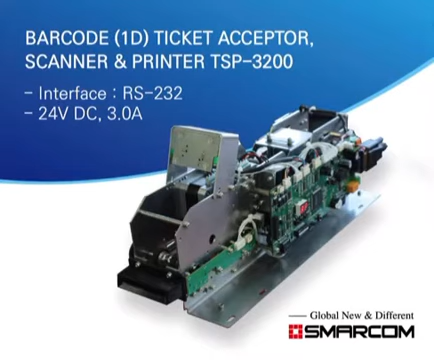 BARCODE (1D) TICKET ACCEPTOR,
SCANNER & PRINTER TSP-3200
- Interface : RS-232
- 24V DC, 3.0A
Global New & Different
SMARCOM